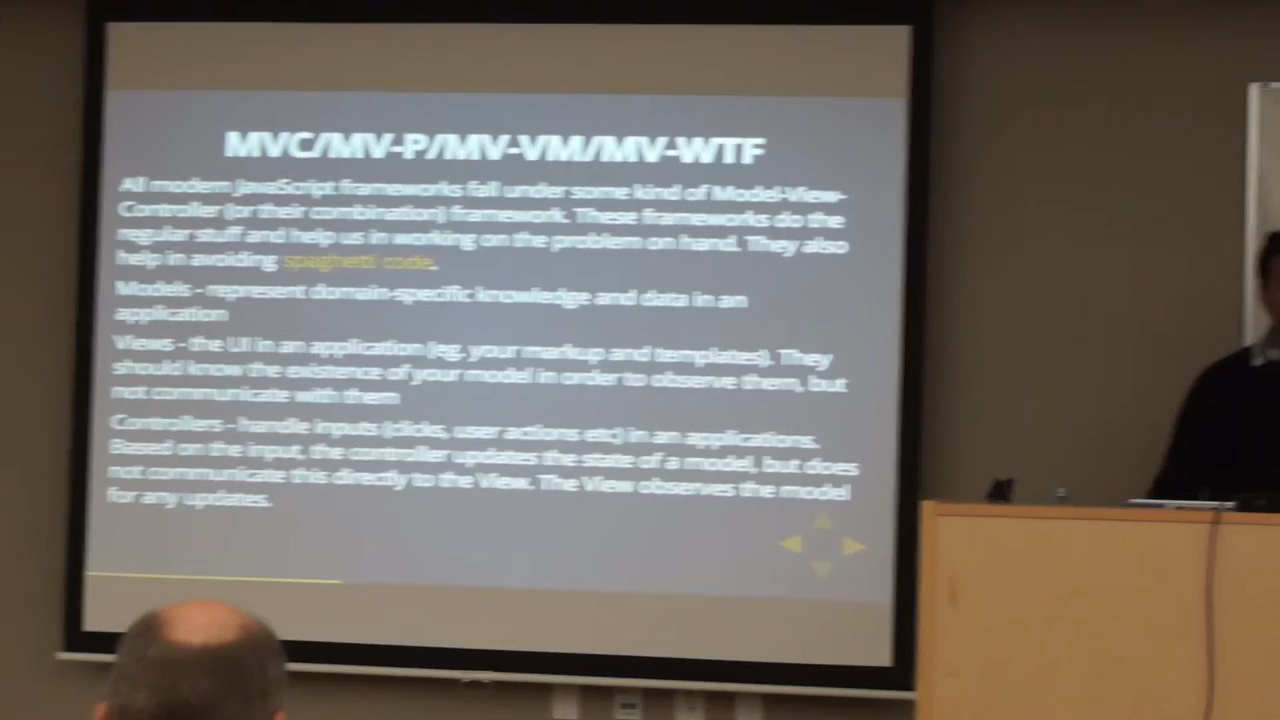 MVC/MV-P/MV-VM/MV-WTF
All modern JavaScript frameworks fall under some kind of Model-View-
Controller (or their combination) framework. These frameworks do the
regular stuff and help us in working on the problem on hand. They also
help in avoiding spaghetti code.
Models - represent domain-specific knowledge and data in an
application
Views - the UI in an application (eg. your markup and templates). They
should know the existence of your model in order to observe them, but
not communicate with them
Controllers - handle inputs (clicks, user actions etc) in an applications.
Based on the input, the controller updates the state of a model, but does
not communicate this directly to the View. The View observes the model
for any updates.